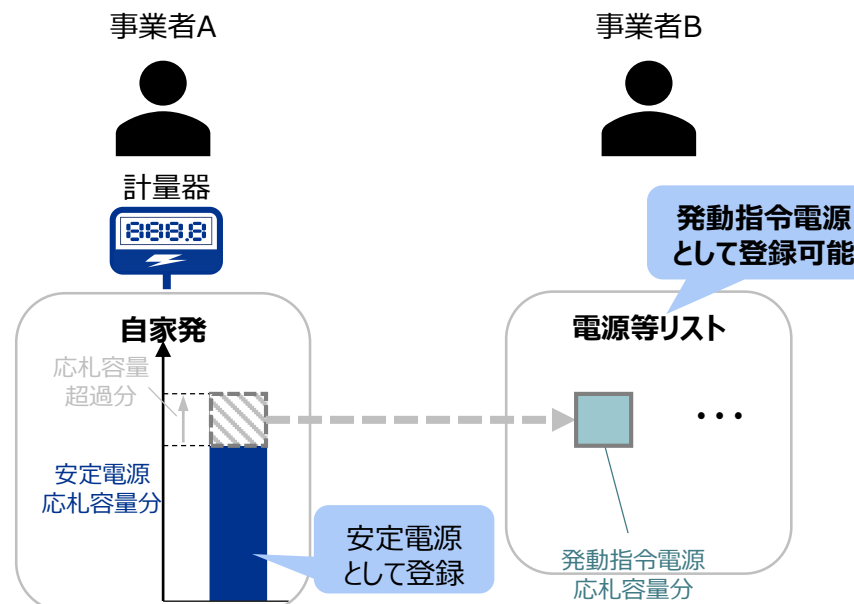 事業者A
事業者B
計量器
888.8
発動指令電源
として登録可能
自家発
電源等リスト
応札容量
超過分
・・・
安定電源
応札容量分
安定電源
として登録
発動指令電源
応札容量分